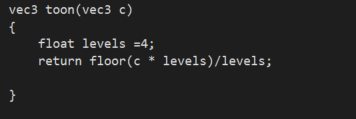 vec3 toon(vec3 c)
{
    float levels =4;
    return floor(c * levels)/levels;
}